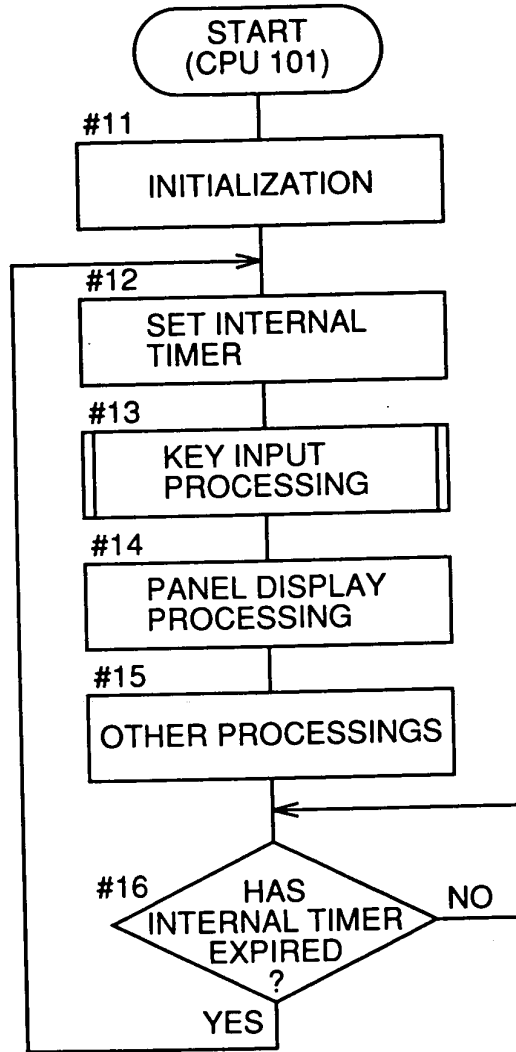 START
(CPU 101)
#11
INITIALIZATION
#12
SET INTERNAL
TIMER
#13
KEY INPUT
PROCESSING
#14
PANEL DISPLAY
PROCESSING
#15
OTHER PROCESSINGS
#16
HAS
INTERNAL TIMER
EXPIRED
?
NO
YES